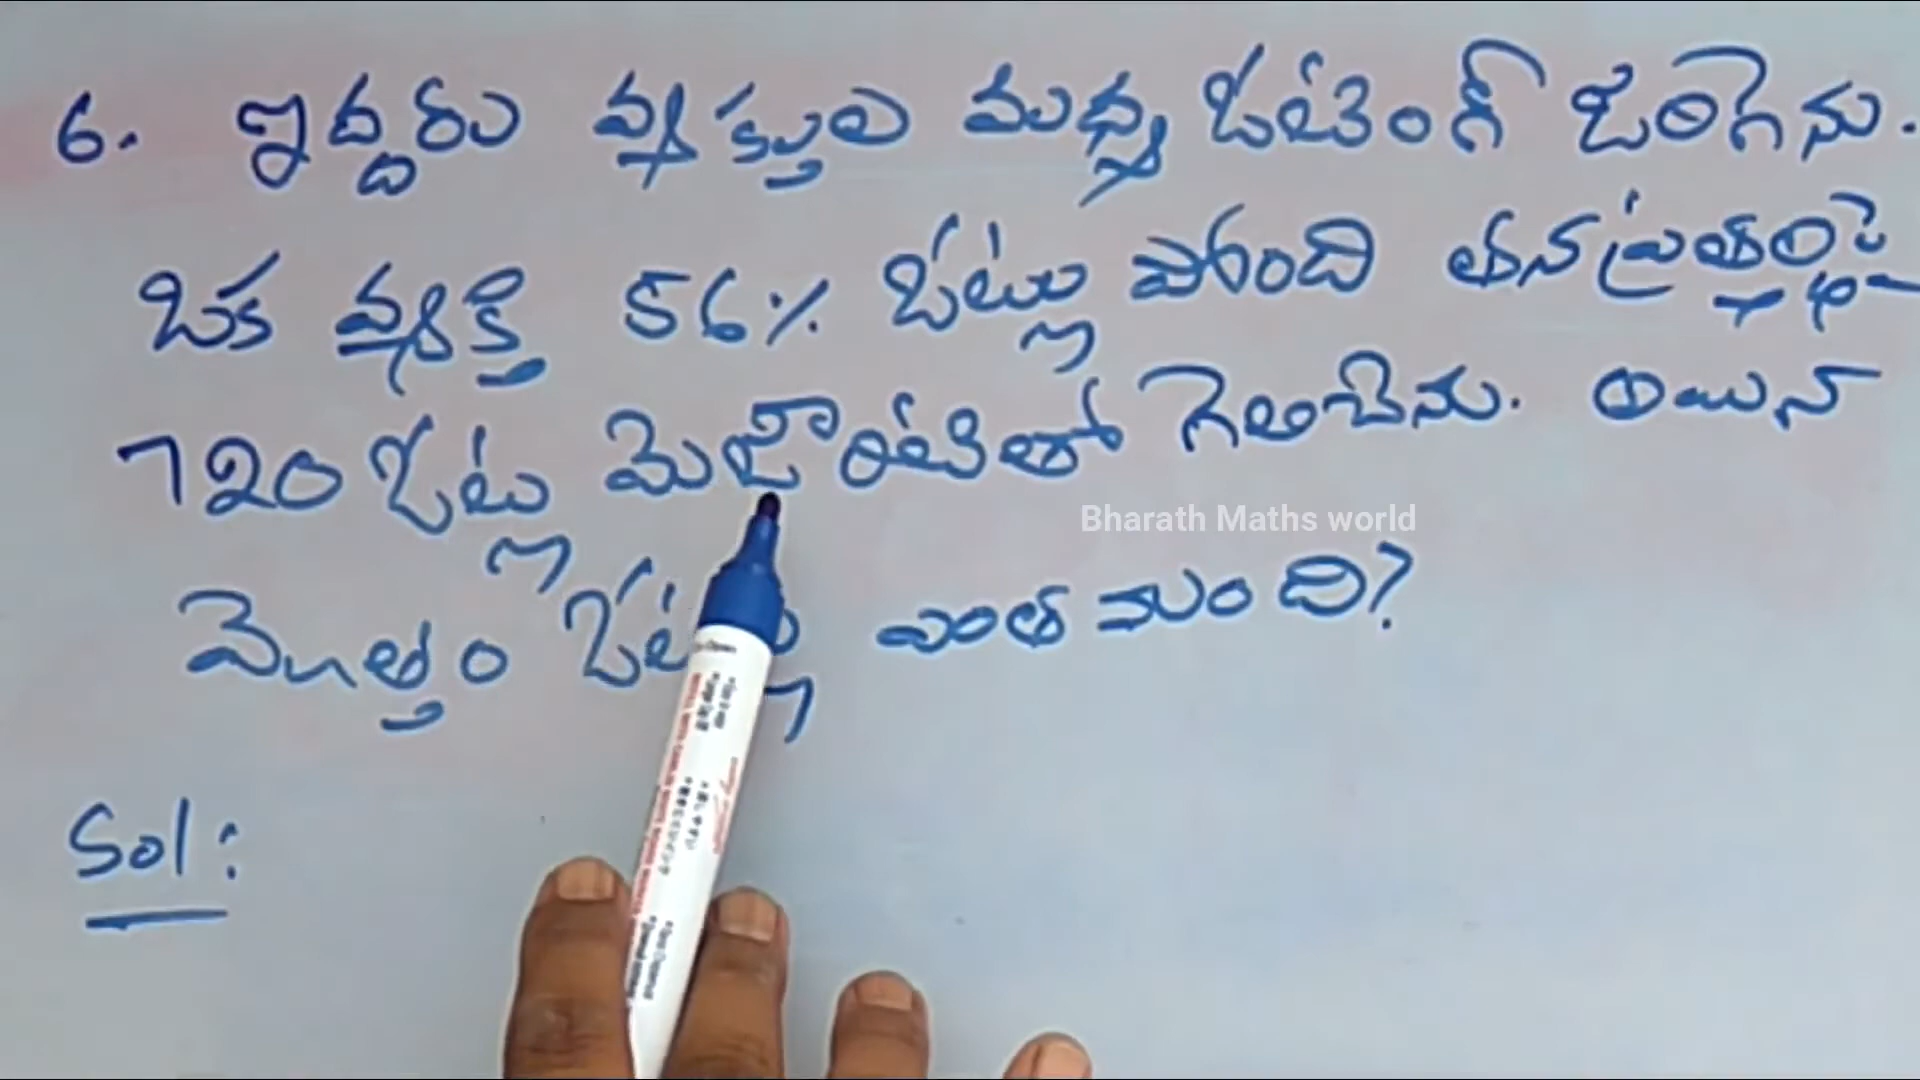 6. ఇద్దరు వ్యక్తుల మధ్య ఓటింగ్ జరిగెను.
ఒక వ్యక్తి 56% ఓట్లు పొంది తన ప్రత్యర్థిపై
720 ఓట్ల మెజారిటితో గెలిచెను. అయిన
Bharath Maths world
మొత్తం ఓట్లు ఎంత మంది?
Sol: